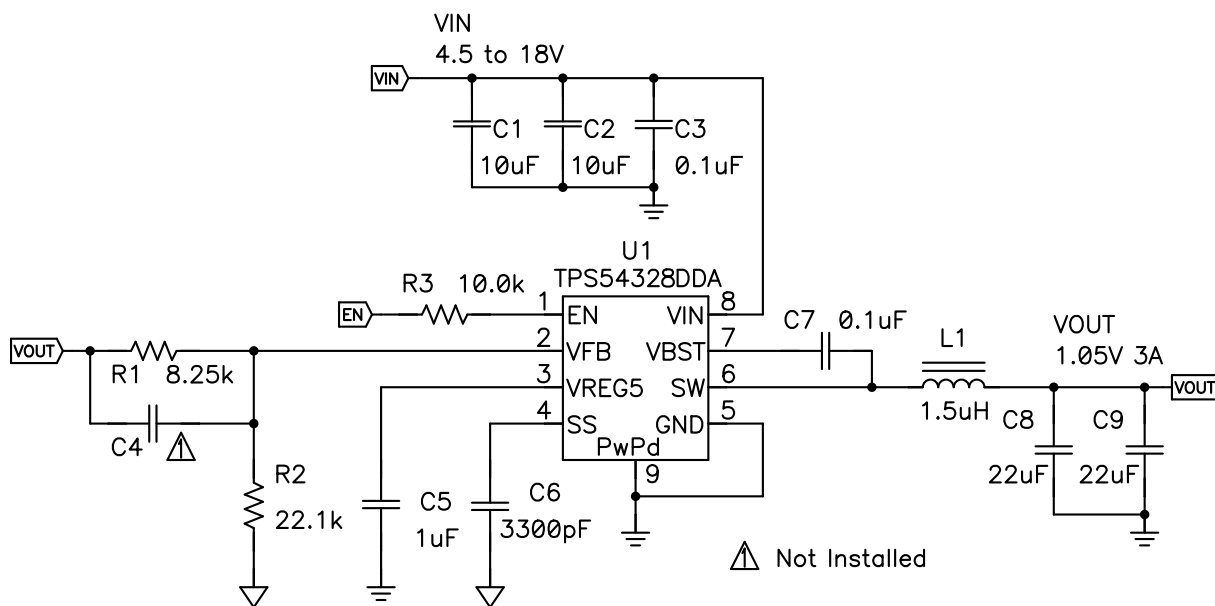 VIN
4.5 to 18V
VIN
C1
C2
C3
10uF
10uF
0.1uF
U1
TPS54328DDA
R3 10.0k
EN
1
EN
VIN
8
C7
0.1uF
VOUT
2
VFB
VBST
7
L1
VOUT
1.05V 3A
R1
8.25k
3
VREG5
SW
6
VOUT
1.5uH
4
SS
GND
5
C8
C9
C4
1
PwPd
9
22uF
22uF
R2
22.1k
C5
1uF
C6
3300pF
1 Not Installed